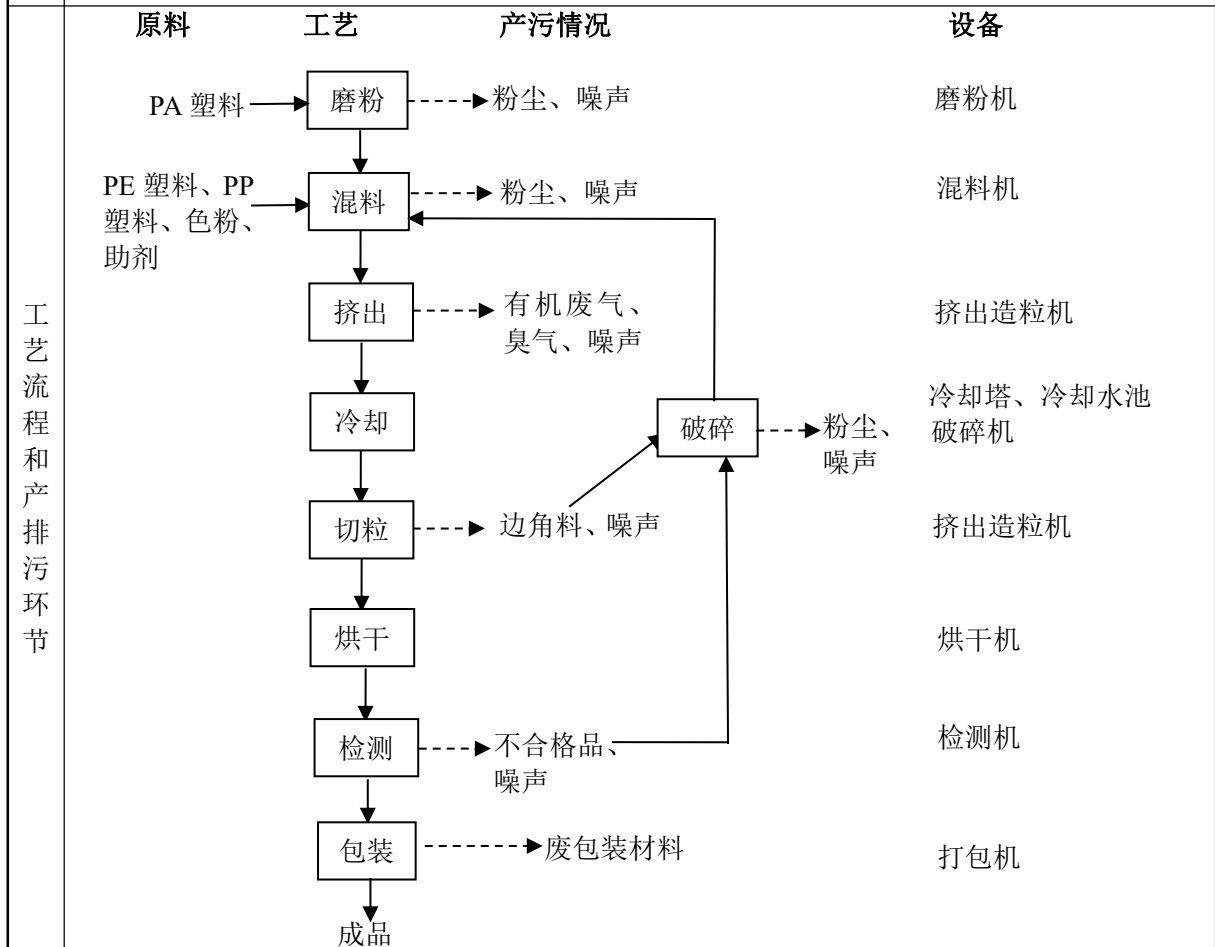 原料 工艺 产污情况 设备
PA 塑料 磨粉 粉尘、噪声 磨粉机
PE 塑料、PP
塑料、色粉、
助剂
混料 粉尘、噪声 混料机
挤出 有机废气、
臭气、噪声
挤出造粒机
冷却 破碎 粉尘、
噪声
冷却塔、冷却水池
破碎机
切粒 边角料、噪声 挤出造粒机
烘干 烘干机
检测 不合格品、
噪声
检测机
包装 废包装材料 打包机
成品
工艺流程和产排污环节